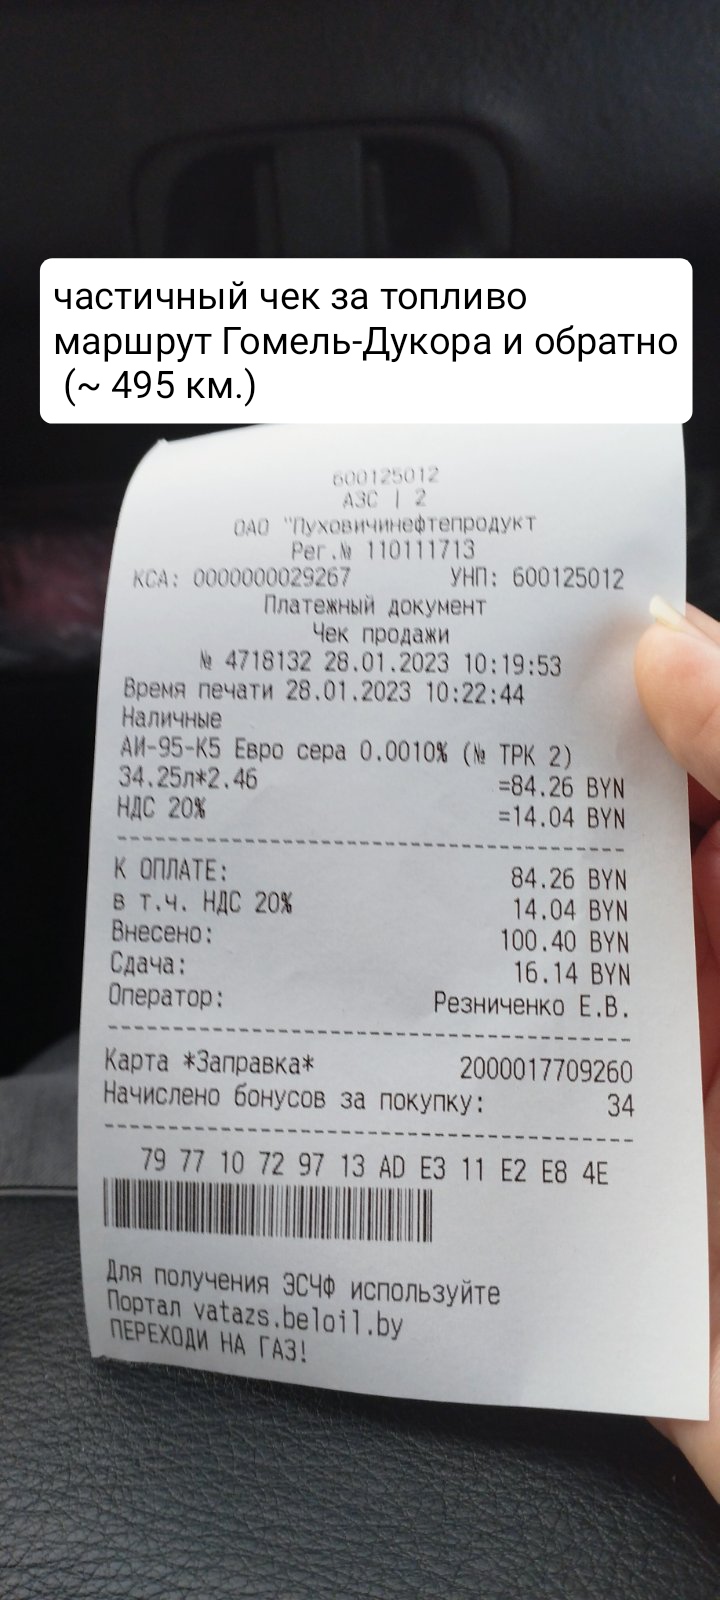 частичный чек за топливо
маршрут Гомель-Дукора и обратно
(~ 495 км.)
600125012
АЗС | 2
ОАО "Пуховичинефтепродукт
Рег.№ 110111713
КСА: 0000000029267 УНП: 600125012
Платежный документ
Чек продажи
№ 4718132 28.01.2023 10:19:53
Время печати 28.01.2023 10:22:44
Наличные
АИ-95-К5 Евро сера 0.0010% (№ ТРК 2)
34.25л*2.46 =84.26 BYN
НДС 20% =14.04 BYN
К ОПЛАТЕ: 84.26 BYN
в т.ч. НДС 20% 14.04 BYN
Внесено: 100.40 BYN
Сдача: 16.14 BYN
Оператор: Резниченко Е.В.
Карта *Заправка* 2000017709260
Начислено бонусов за покупку: 34
79 77 10 72 97 13 AD E3 11 E2 E8 4E
Для получения ЭСЧФ используйте
Портал vatazs.beloil.by
ПЕРЕХОДИ НА ГАЗ!